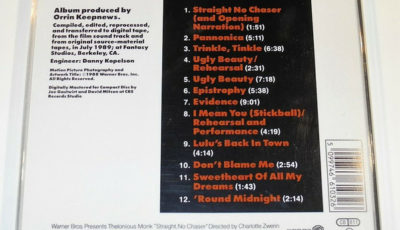 Album produced by
Orrin Keepnews.
Compiled, edited, reprocessed,
and transferred to digital tape,
from the film sound track and
from original source-material
tapes, in July 1989; at Fantasy
Studios, Berkeley, CA.
Engineer: Danny Kopelson
Motion Picture Photography and
Artwork Title: ©1988 Warner Bros. Inc.
All Rights Reserved.
Digitally Mastered for Compact Disc by
Joe Gastwirt and David Mitson at CBS
Records Studio
1. Straight No Chaser
(and Opening
Narration) (1:51)
2. Pannonica (5:11)
3. Trinkle, Tinkle (6:38)
4. Ugly Beauty/
Rehearsal (2:31)
5. Ugly Beauty (7:18)
6. Epistrophy (5:38)
7. Evidence (9:01)
8. I Mean You (Stickball)/
Rehearsal and
Performance (4:19)
9. Lulu's Back In Town
(4:14)
10. Don't Blame Me (2:54)
11. Sweetheart Of All My
Dreams (1:43)
12. 'Round Midnight (2:14)
5 099746 610326
Warner Bros. Presents Thelonious Monk "Straight, No Chaser" Directed by Charlotte Zwerin